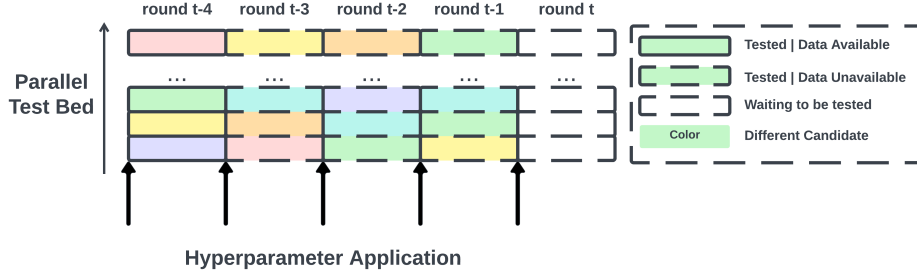 round t-4 round t-3 round t-2 round t-1 round t
Parallel
Test Bed
... ... ... ... ...
Tested | Data Available
Tested | Data Unavailable
Waiting to be tested
Color Different Candidate
Hyperparameter Application